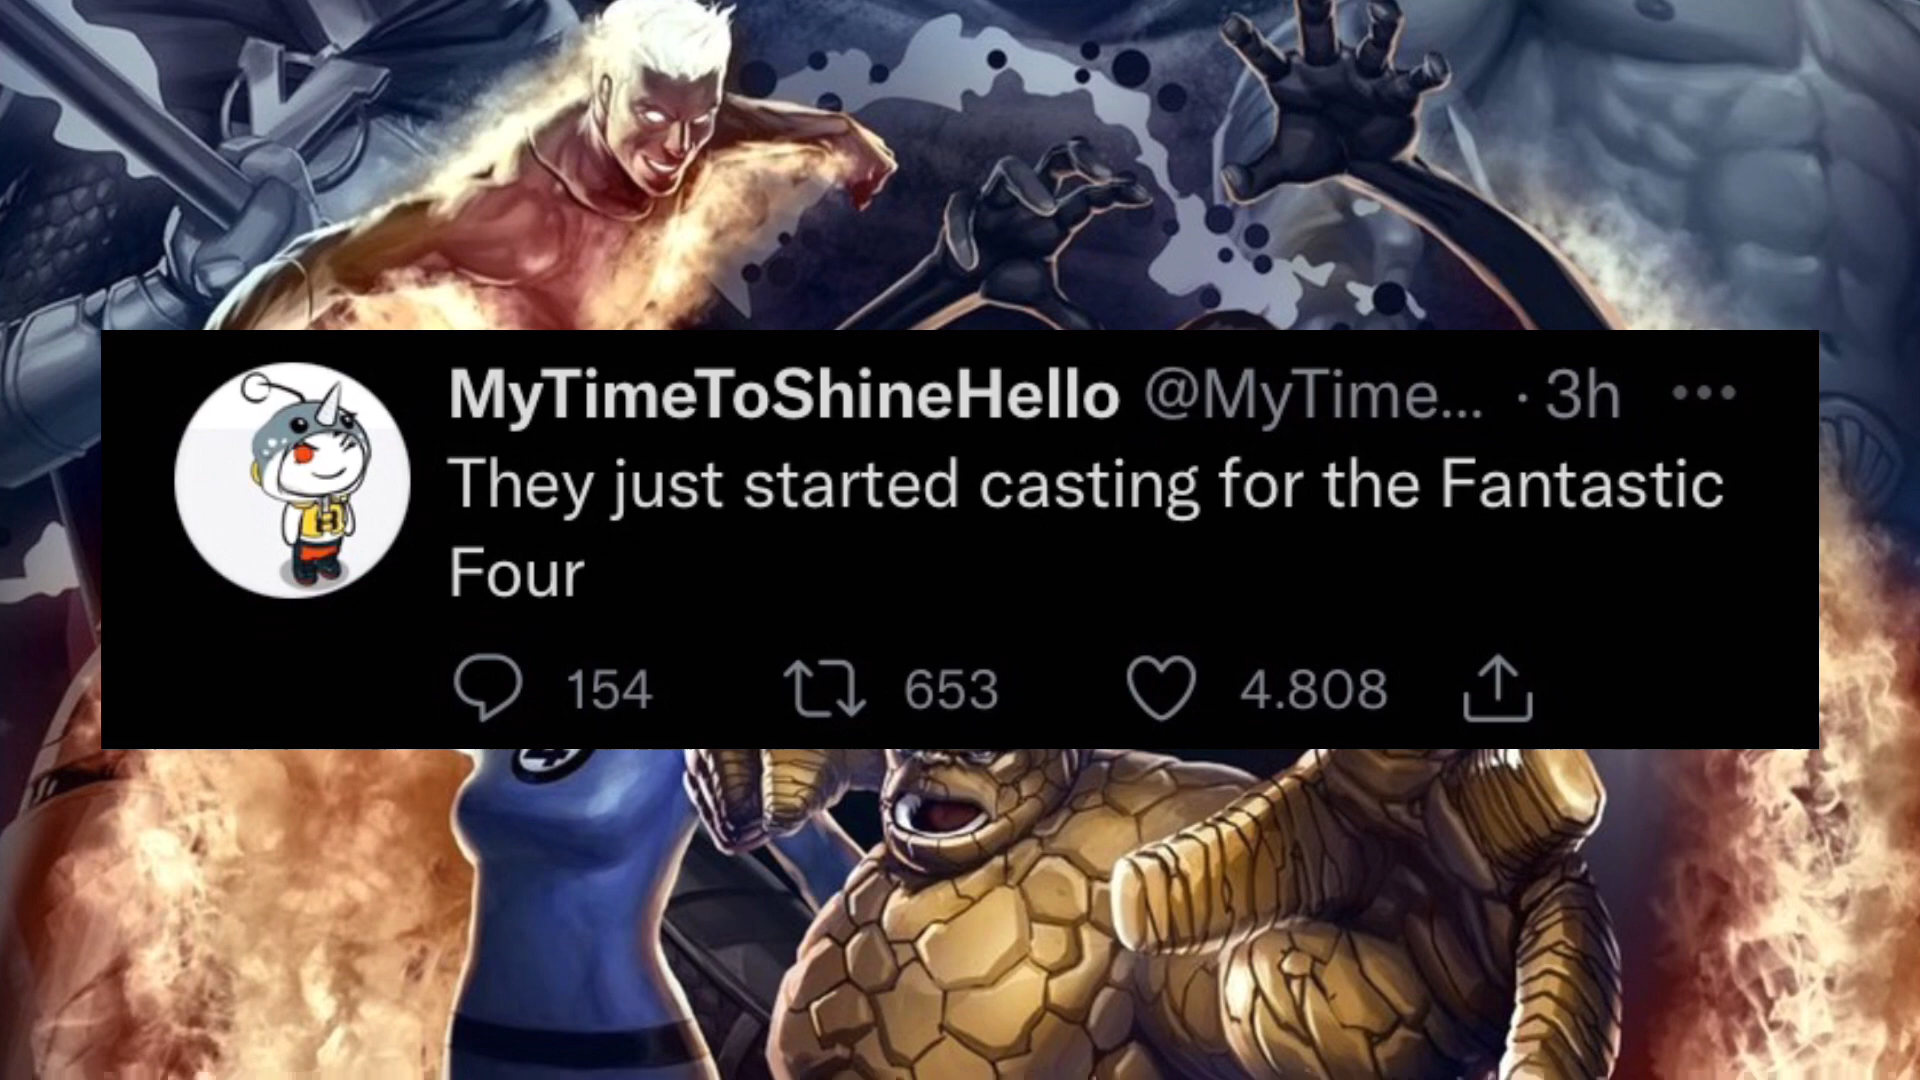 MyTimeToShineHello @MyTime... · 3h
They just started casting for the Fantastic
Four
154 653 4.808